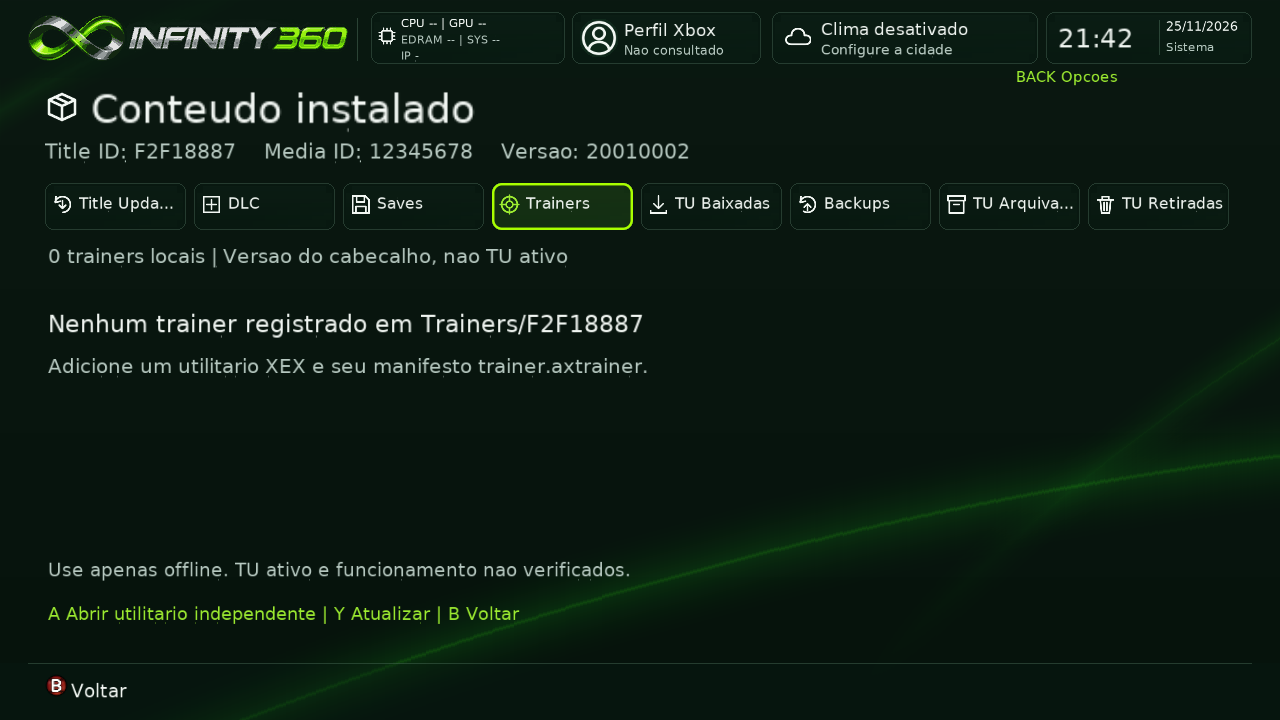 INFINITY 360
CPU -- | GPU --
EDRAM -- | SYS --
IP -
Perfil Xbox
Nao consultado
Clima desativado
Configure a cidade
21:42
25/11/2026
Sistema
BACK Opcoes
Conteudo instalado
Title ID: F2F18887 Media ID: 12345678 Versao: 20010002
Title Upda...
DLC
Saves
Trainers
TU Baixadas
Backups
TU Arquiva...
TU Retiradas
0 trainers locais | Versao do cabecalho, nao TU ativo
Nenhum trainer registrado em Trainers/F2F18887
Adicione um utilitario XEX e seu manifesto trainer.axtrainer.
Use apenas offline. TU ativo e funcionamento nao verificados.
A Abrir utilitario independente | Y Atualizar | B Voltar
B Voltar